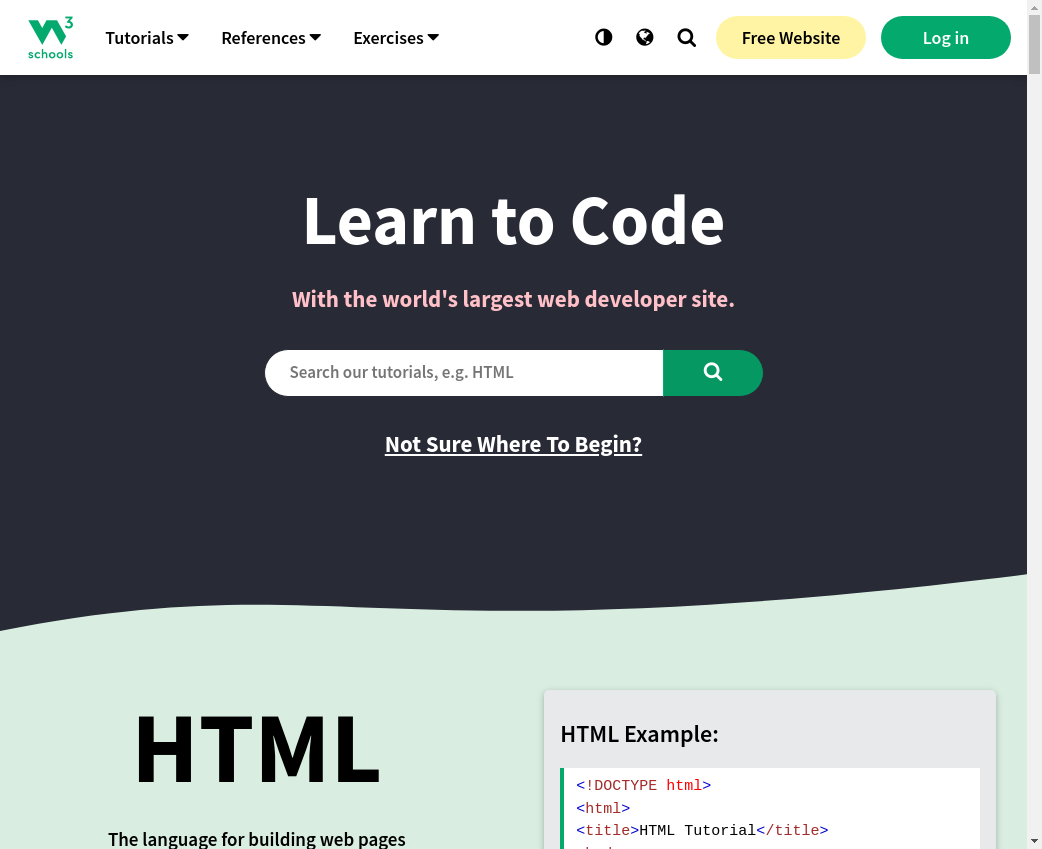 3
schools
Tutorials
References
Exercises
Free Website
Log in
Learn to Code
With the world's largest web developer site.
Search our tutorials, e.g. HTML
Not Sure Where To Begin?
HTML
The language for building web pages
HTML Example:
<!DOCTYPE html>
<html>
<title>HTML Tutorial</title>